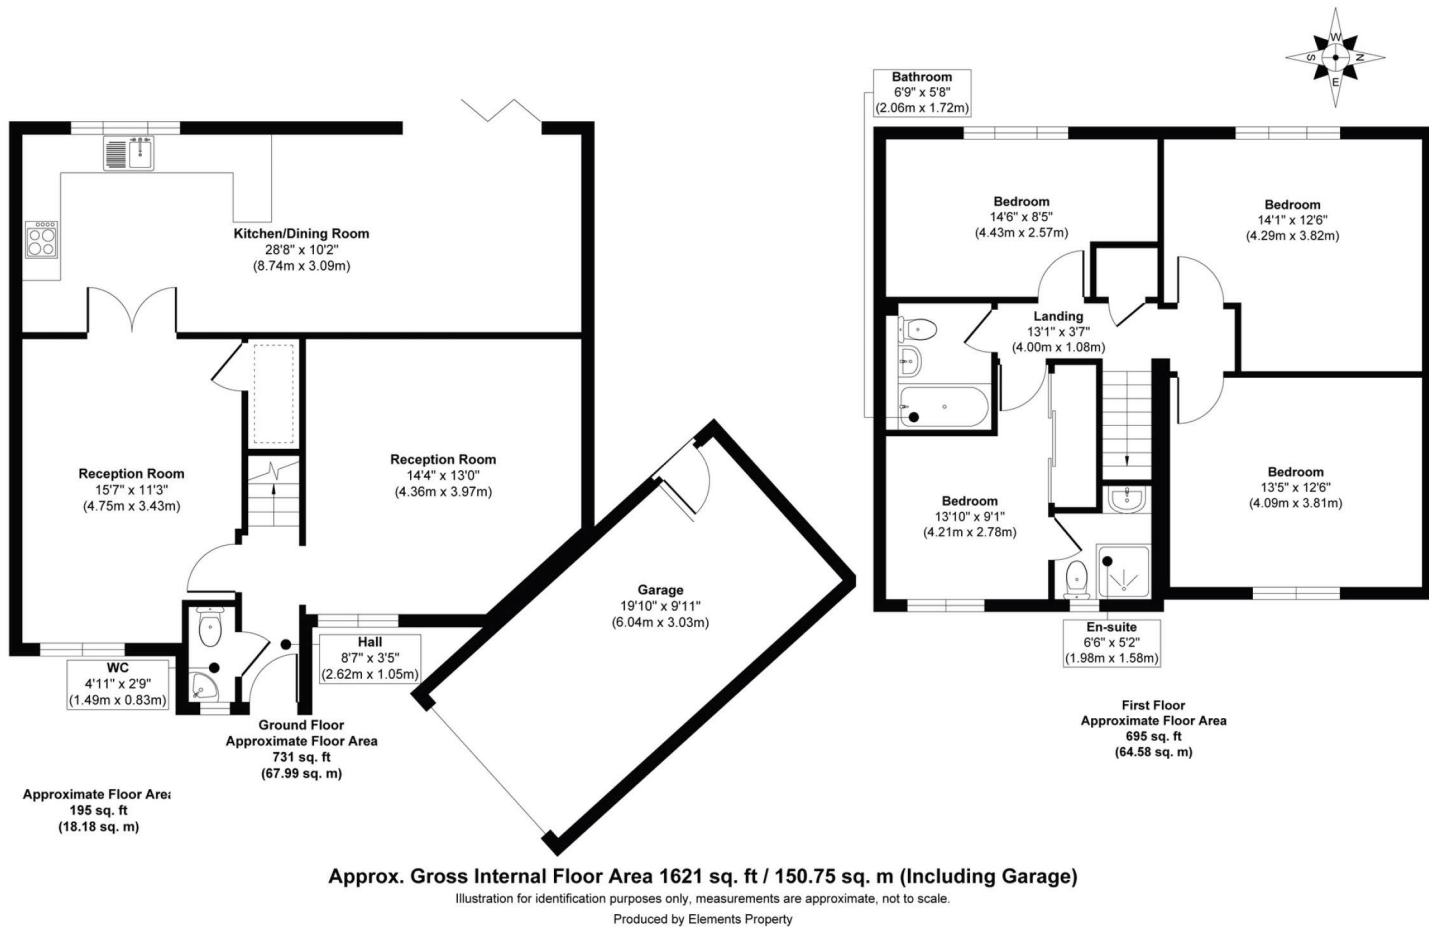 W
S
N
E
Bathroom
6'9" x 5'8"
(2.06m x 1.72m)
Kitchen/Dining Room
28'8" x 10'2"
(8.74m x 3.09m)
Bedroom
14'6" x 8'5"
(4.43m x 2.57m)
Bedroom
14'1" x 12'6"
(4.29m x 3.82m)
Landing
13'1" x 3'7"
(4.00m x 1.08m)
Reception Room
15'7" x 11'3"
(4.75m x 3.43m)
Reception Room
14'4" x 13'0"
(4.36m x 3.97m)
Bedroom
13'10" x 9'1"
(4.21m x 2.78m)
Bedroom
13'5" x 12'6"
(4.09m x 3.81m)
Garage
19'10" x 9'11"
(6.04m x 3.03m)
WC
4'11" x 2'9"
(1.49m x 0.83m)
Hall
8'7" x 3'5"
(2.62m x 1.05m)
En-suite
6'6" x 5'2"
(1.98m x 1.58m)
Ground Floor
Approximate Floor Area
731 sq. ft
(67.99 sq. m)
First Floor
Approximate Floor Area
695 sq. ft
(64.58 sq. m)
Approximate Floor Area
195 sq. ft
(18.18 sq. m)
Approx. Gross Internal Floor Area 1621 sq. ft / 150.75 sq. m (Including Garage)
Illustration for identification purposes only, measurements are approximate, not to scale.
Produced by Elements Property